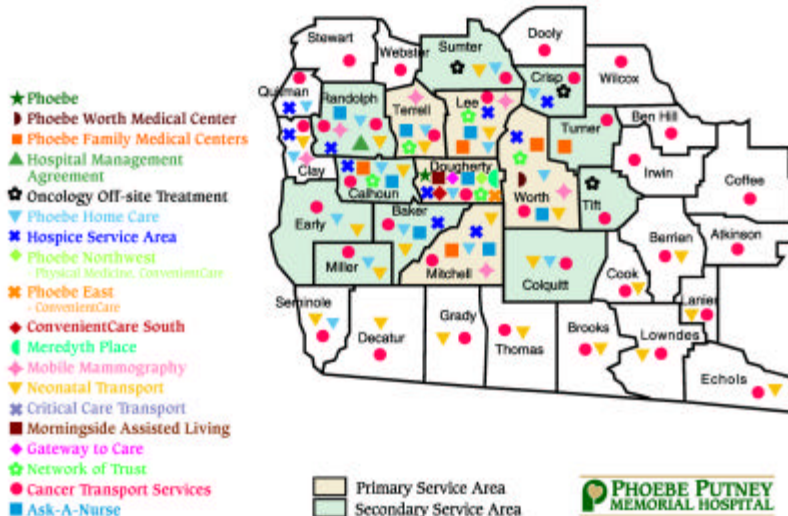 Stewart
Webster
Sumter
Dooly
Crisp
Wilcox
Quitman
Randolph
Terrell
Lee
Turner
Ben Hill
Clay
Calhoun
Dougherty
Worth
Irwin
Coffee
Tift
Early
Baker
Berrien
Atkinson
Miller
Mitchell
Colquitt
Cook
Lanier
Seminole
Decatur
Grady
Thomas
Brooks
Lowndes
Echols
Phoebe
Phoebe Worth Medical Center
Phoebe Family Medical Centers
Hospital Management
Agreement
Oncology Off-site Treatment
Phoebe Home Care
Hospice Service Area
Phoebe Northwest
- Physical Medicine, ConvenientCare
Phoebe East
- ConvenientCare
ConvenientCare South
Meredyth Place
Mobile Mammography
Neonatal Transport
Critical Care Transport
Morningside Assisted Living
Gateway to Care
Network of Trust
Cancer Transport Services
Ask-A-Nurse
Primary Service Area
Secondary Service Area
PHOEBE PUTNEY
MEMORIAL HOSPITAL